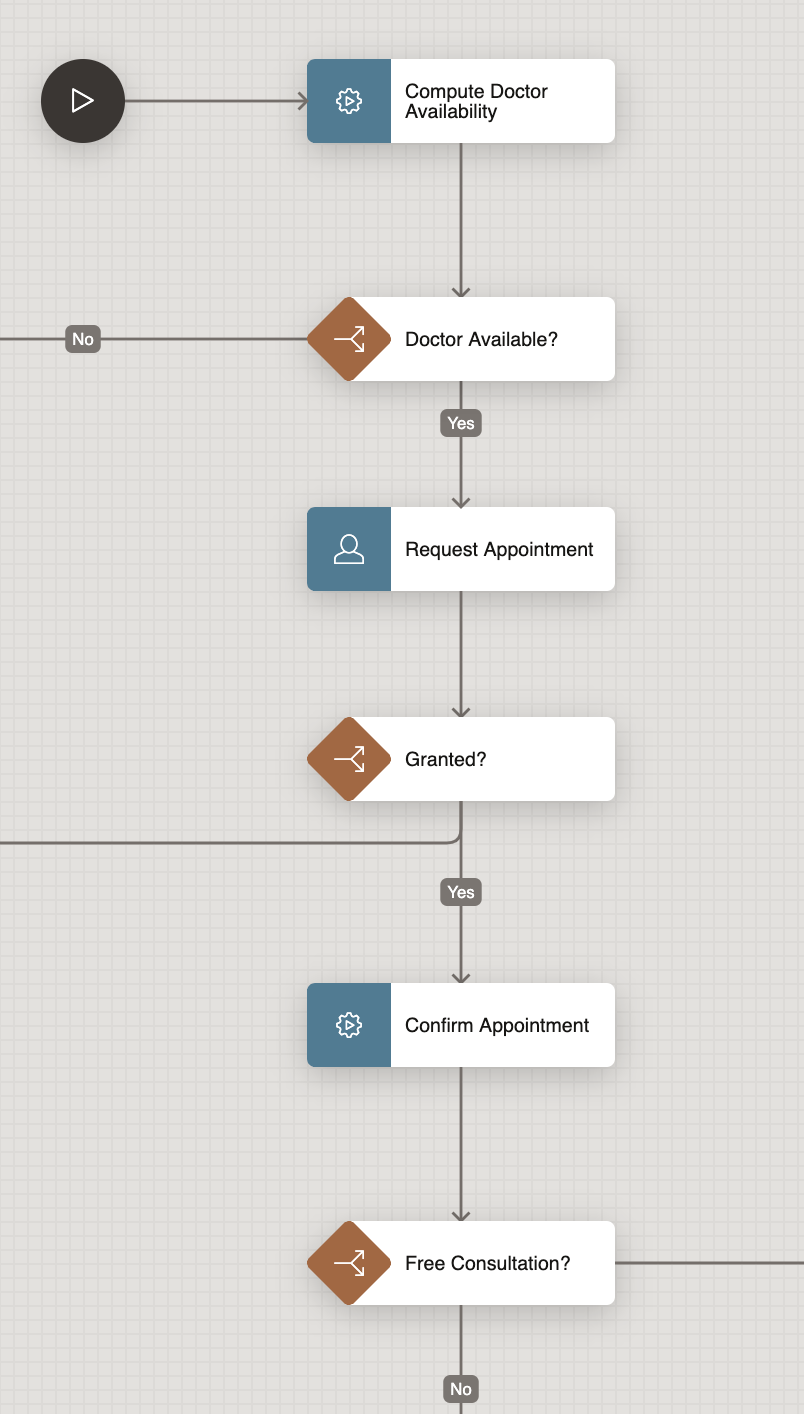 Compute Doctor
Availability
No
Doctor Available?
Yes
Request Appointment
Granted?
Yes
Confirm Appointment
Free Consultation?
No